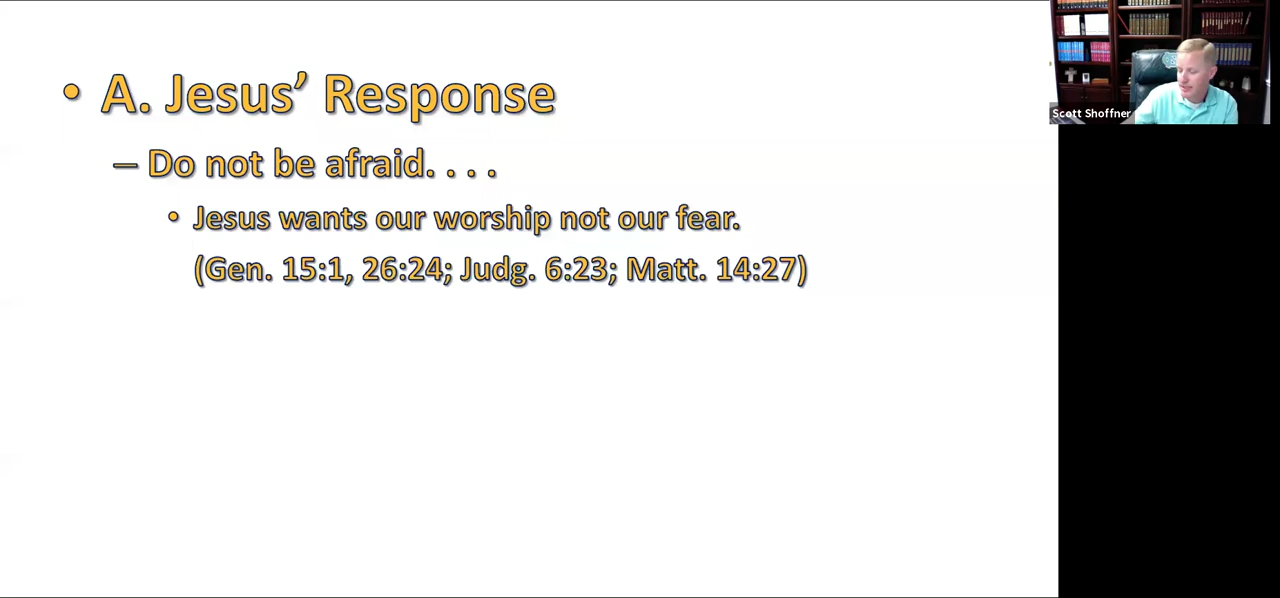 • A. Jesus’ Response
– Do not be afraid. . . .
• Jesus wants our worship not our fear.
(Gen. 15:1, 26:24; Judg. 6:23; Matt. 14:27)
Scott Shoffner